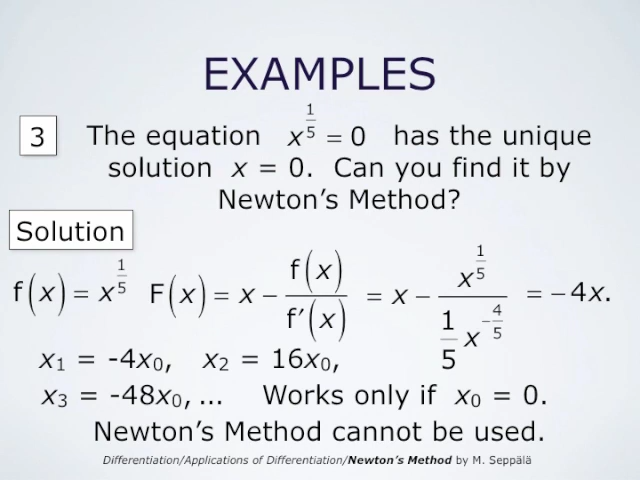 EXAMPLES
3 The equation x^(1/5) = 0 has the unique
solution x = 0. Can you find it by
Newton's Method?
Solution
f(x) = x^(1/5) F(x) = x − f(x)/f′(x) = x − x^(1/5)/((1/5)x^(−4/5)) = −4x.
x₁ = -4x₀, x₂ = 16x₀,
x₃ = -48x₀, ... Works only if x₀ = 0.
Newton's Method cannot be used.
Differentiation/Applications of Differentiation/Newton's Method by M. Seppälä